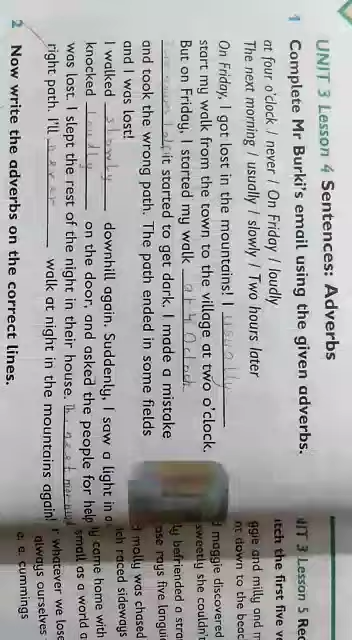 UNIT 3 Lesson 4 Sentences: Adverbs
1 Complete Mr Burki's email using the given adverbs.
at four o'clock / never / On Friday / loudly
The next morning / usually / slowly / Two hours later
On Friday, I got lost in the mountains! I usually
start my walk from the town to the village at two o'clock.
But on Friday, I started my walk at 4 O'clock.
it started to get dark. I made a mistake
and took the wrong path. The path ended in some fields
and I was lost!
I walked slowly downhill again. Suddenly, I saw a light in a
knocked loudly on the door, and asked the people for help
was lost. I slept the rest of the night in their house.
right path. I'll never walk at night in the mountains again!
2 Now write the adverbs on the correct lines.
UNIT 3 Lesson 5 Rec
tch the first five v
ggie and milly and
nt down to the beac
d maggie discovered
sweetly she couldn't
ly befriended a stra
ase rays five langui
d molly was chased
ich raced sideways
ly came home with
small as a world a
whatever we lose
always ourselves
e. e. cummings